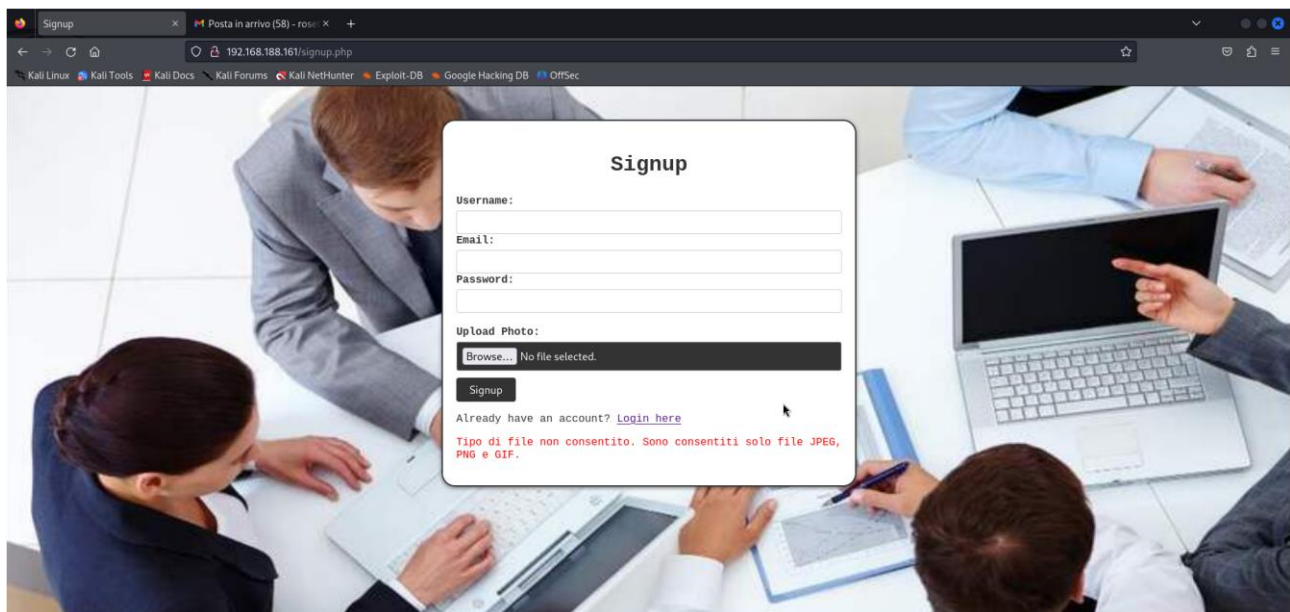 Signup
Posta in arrivo (58) - rose
192.168.188.161/signup.php
Kali Linux Kali Tools Kali Docs Kali Forums Kali NetHunter Exploit-DB Google Hacking DB OffSec
Signup
Username:
Email:
Password:
Upload Photo:
Browse... No file selected.
Signup
Already have an account? Login here
Tipo di file non consentito. Sono consentiti solo file JPEG,
PNG e GIF.